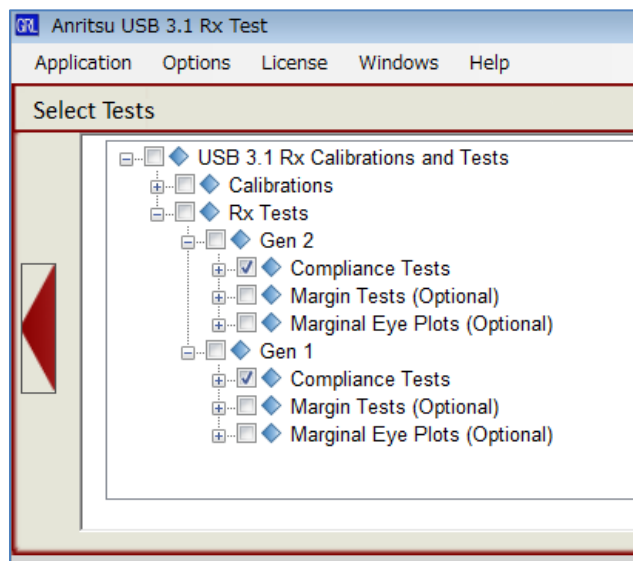 GRL Anritsu USB 3.1 Rx Test
Application Options License Windows Help
Select Tests
USB 3.1 Rx Calibrations and Tests
Calibrations
Rx Tests
Gen 2
Compliance Tests
Margin Tests (Optional)
Marginal Eye Plots (Optional)
Gen 1
Compliance Tests
Margin Tests (Optional)
Marginal Eye Plots (Optional)